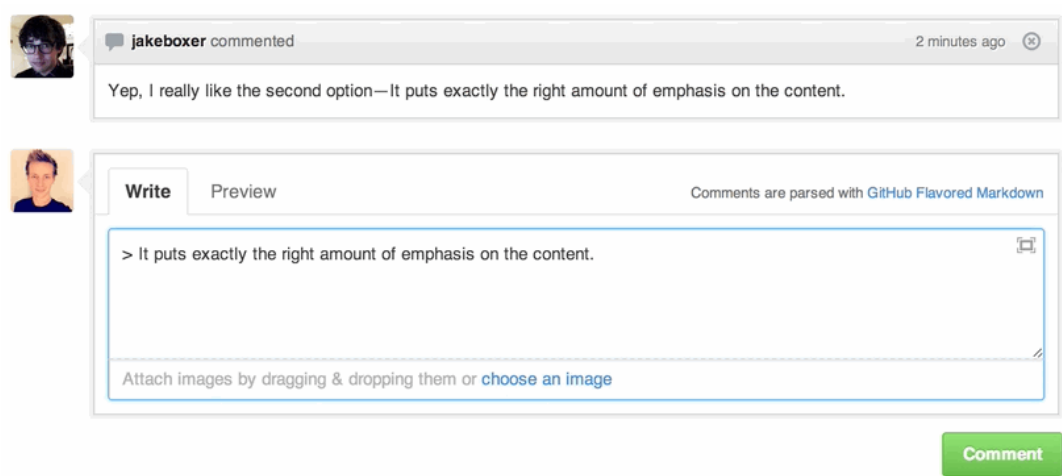 jakeboxer commented 2 minutes ago
Yep, I really like the second option—It puts exactly the right amount of emphasis on the content.
Write Preview Comments are parsed with GitHub Flavored Markdown
> It puts exactly the right amount of emphasis on the content.
Attach images by dragging & dropping them or choose an image
Comment